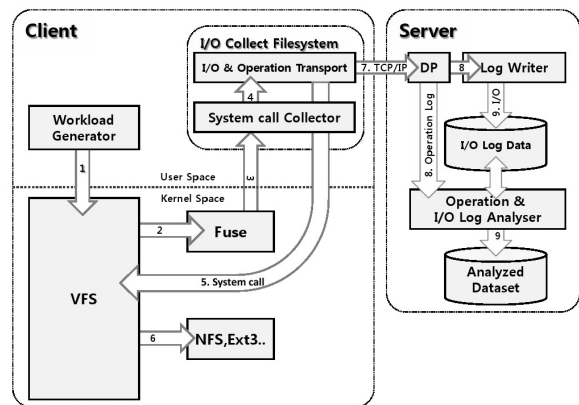 Client
Server
I/O Collect Filesystem
I/O & Operation Transport
7. TCP/IP
DP
8
Log Writer
4
System call Collector
Workload
Generator
8. Operation Log
9. I/O
I/O Log Data
1
3
User Space
Kernel Space
2
Fuse
Operation &
I/O Log Analyser
9
5. System call
VFS
Analyzed
Dataset
6
NFS,Ext3..